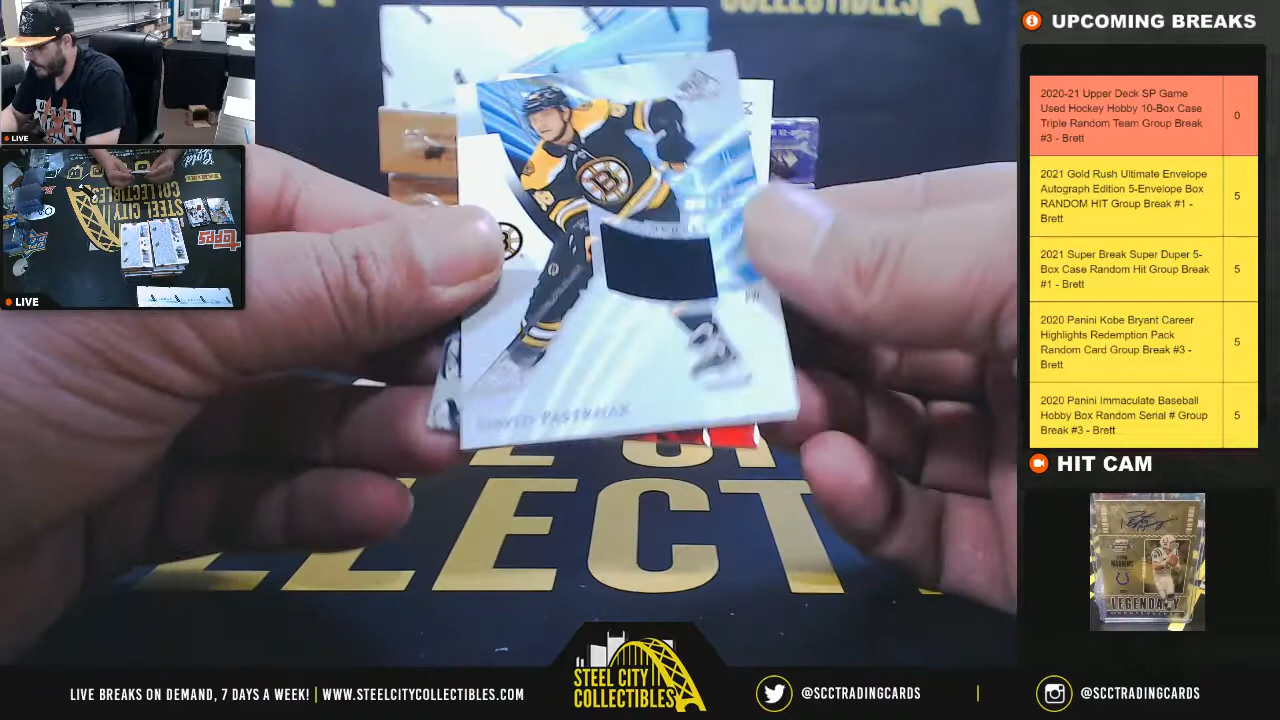 COLLECTIBLES
LIVE
STEEL CITY
COLLECTIBLES
topps
LIVE
B
DAVID PASTRNAK
LECT
UPCOMING BREAKS
2020-21 Upper Deck SP Game
Used Hockey Hobby 10-Box Case
Triple Random Team Group Break
#3 - Brett
0
2021 Gold Rush Ultimate Envelope
Autograph Edition 5-Envelope Box
RANDOM HIT Group Break #1 -
Brett
5
2021 Super Break Super Duper 5-
Box Case Random Hit Group Break
#1 - Brett
5
2020 Panini Kobe Bryant Career
Highlights Redemption Pack
Random Card Group Break #3 -
Brett
5
2020 Panini Immaculate Baseball
Hobby Box Random Serial # Group
Break #3 - Brett
5
HIT CAM
LEGENDARY
LIVE BREAKS ON DEMAND, 7 DAYS A WEEK! | WWW.STEELCITYCOLLECTIBLES.COM
STEEL CITY
COLLECTIBLES
@SCCTRADINGCARDS
|
@SCCTRADINGCARDS